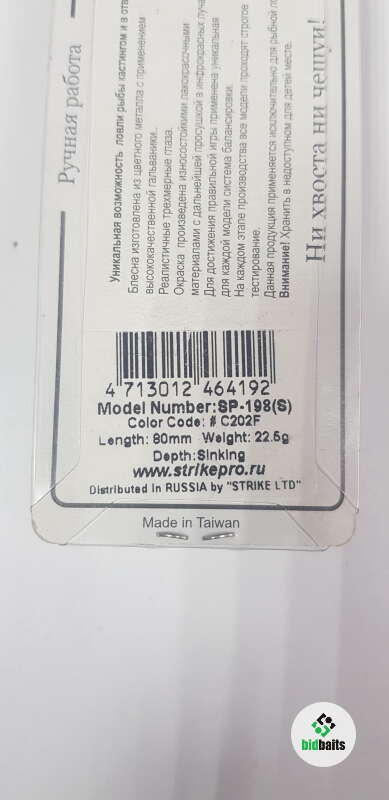 Ручная работа
Уникальная возможность ловли рыбы кастингом и в
Блесна изготовлена из цветного металла с применением
высококачественной гальваники.
Реалистичные трехмерные глаза.
Окраска произведена износостойкими лакокрасочными
материалами с дальнейшей просушкой в инфрокрасных
Для достижения правильной игры применена уникальная
для каждой модели система балансировки.
На каждом этапе производства все модели проходят строгое
тестирование.
Данная продукция применяется исключительно для рыбной
Внимание! Хранить в недоступном для детей месте.
Ни хвоста ни чешуи!
4 713012 464192
Model Number:SP-198(S)
Color Code: # C202F
Length: 80mm Weight: 22.5g
Depth:Sinking
www.strikepro.ru
Distributed in RUSSIA by "STRIKE LTD"
Made in Taiwan
bidbaits